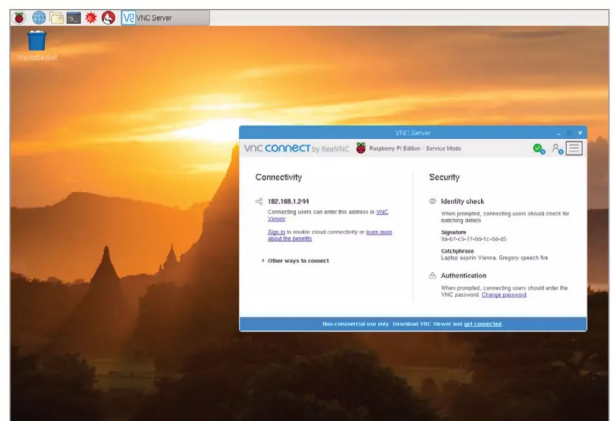 VNC Server
VNC Server
VNC CONNECT by RealVNC Raspberry Pi Edition - Service Mode
Connectivity
192.168.1.244
Connecting users can enter this address in VNC
Viewer
Sign in to enable cloud connectivity or learn more
about the benefits
Other ways to connect
Security
Identity check
When prompted, connecting users should check for
matching details
Signature
Catchphrase
Laptop aspirin Vienna. Gregory speech fire
Authentication
When prompted, connecting users should enter the
VNC password. Change password
Non-commercial use only. Download VNC Viewer and get connected.